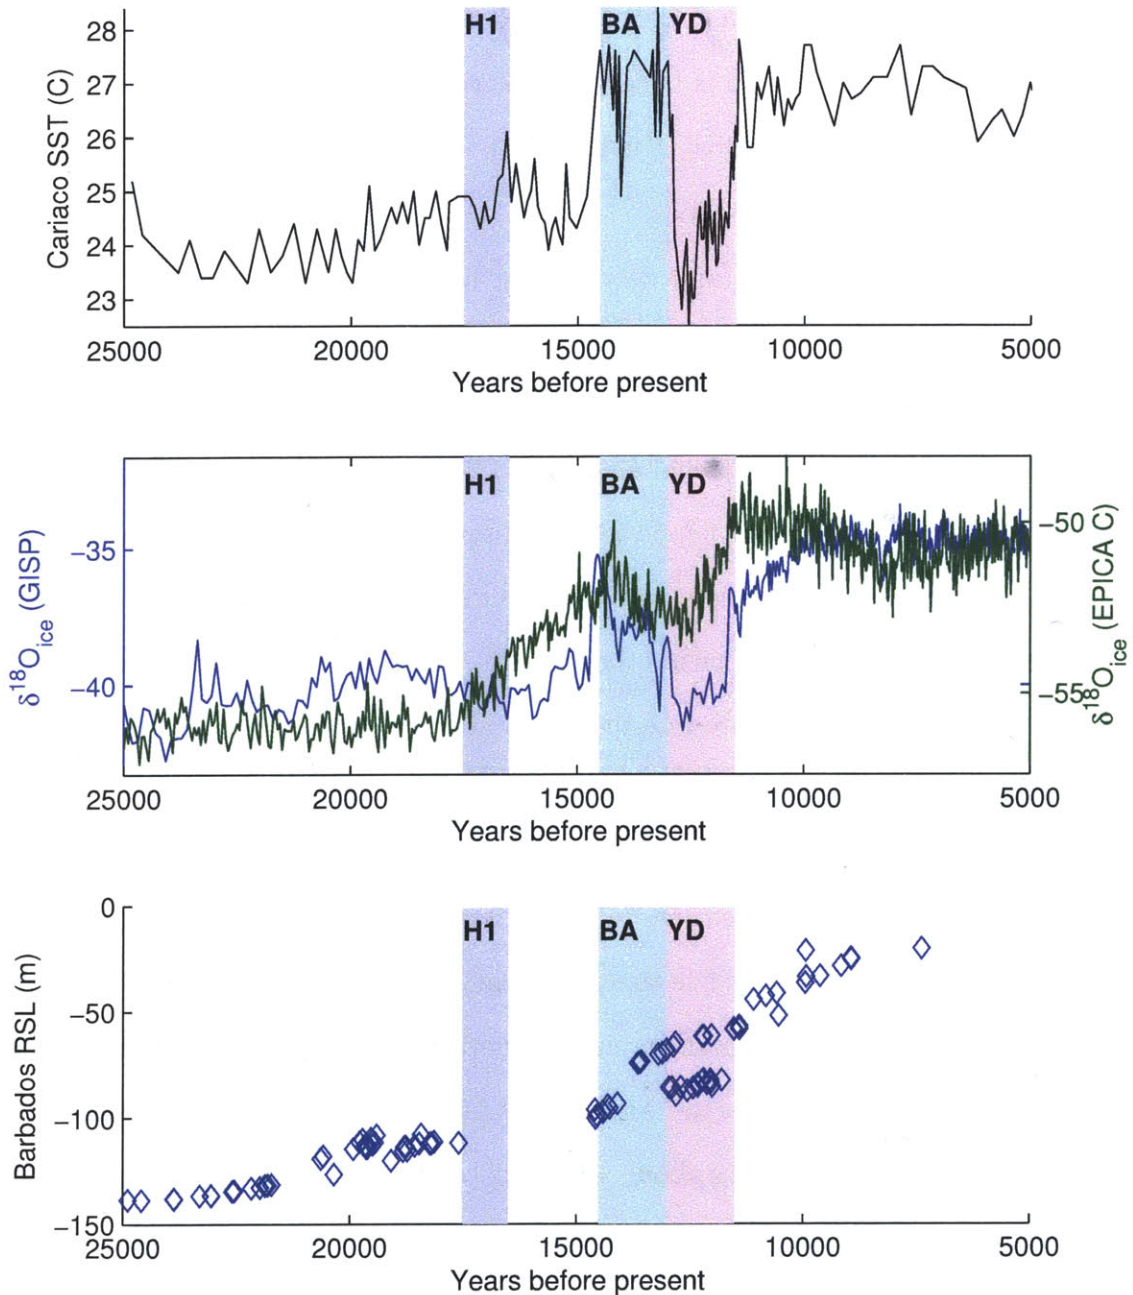 H1 BA YD
28
27
26
25
24
23
Cariaco SST (C)
25000 20000 15000 10000 5000
Years before present
H1 BA YD
−35
−40
δ18Oice (GISP)
−50
−55
δ18Oice (EPICA C)
25000 20000 15000 10000 5000
Years before present
H1 BA YD
0
−50
−100
−150
Barbados RSL (m)
25000 20000 15000 10000 5000
Years before present